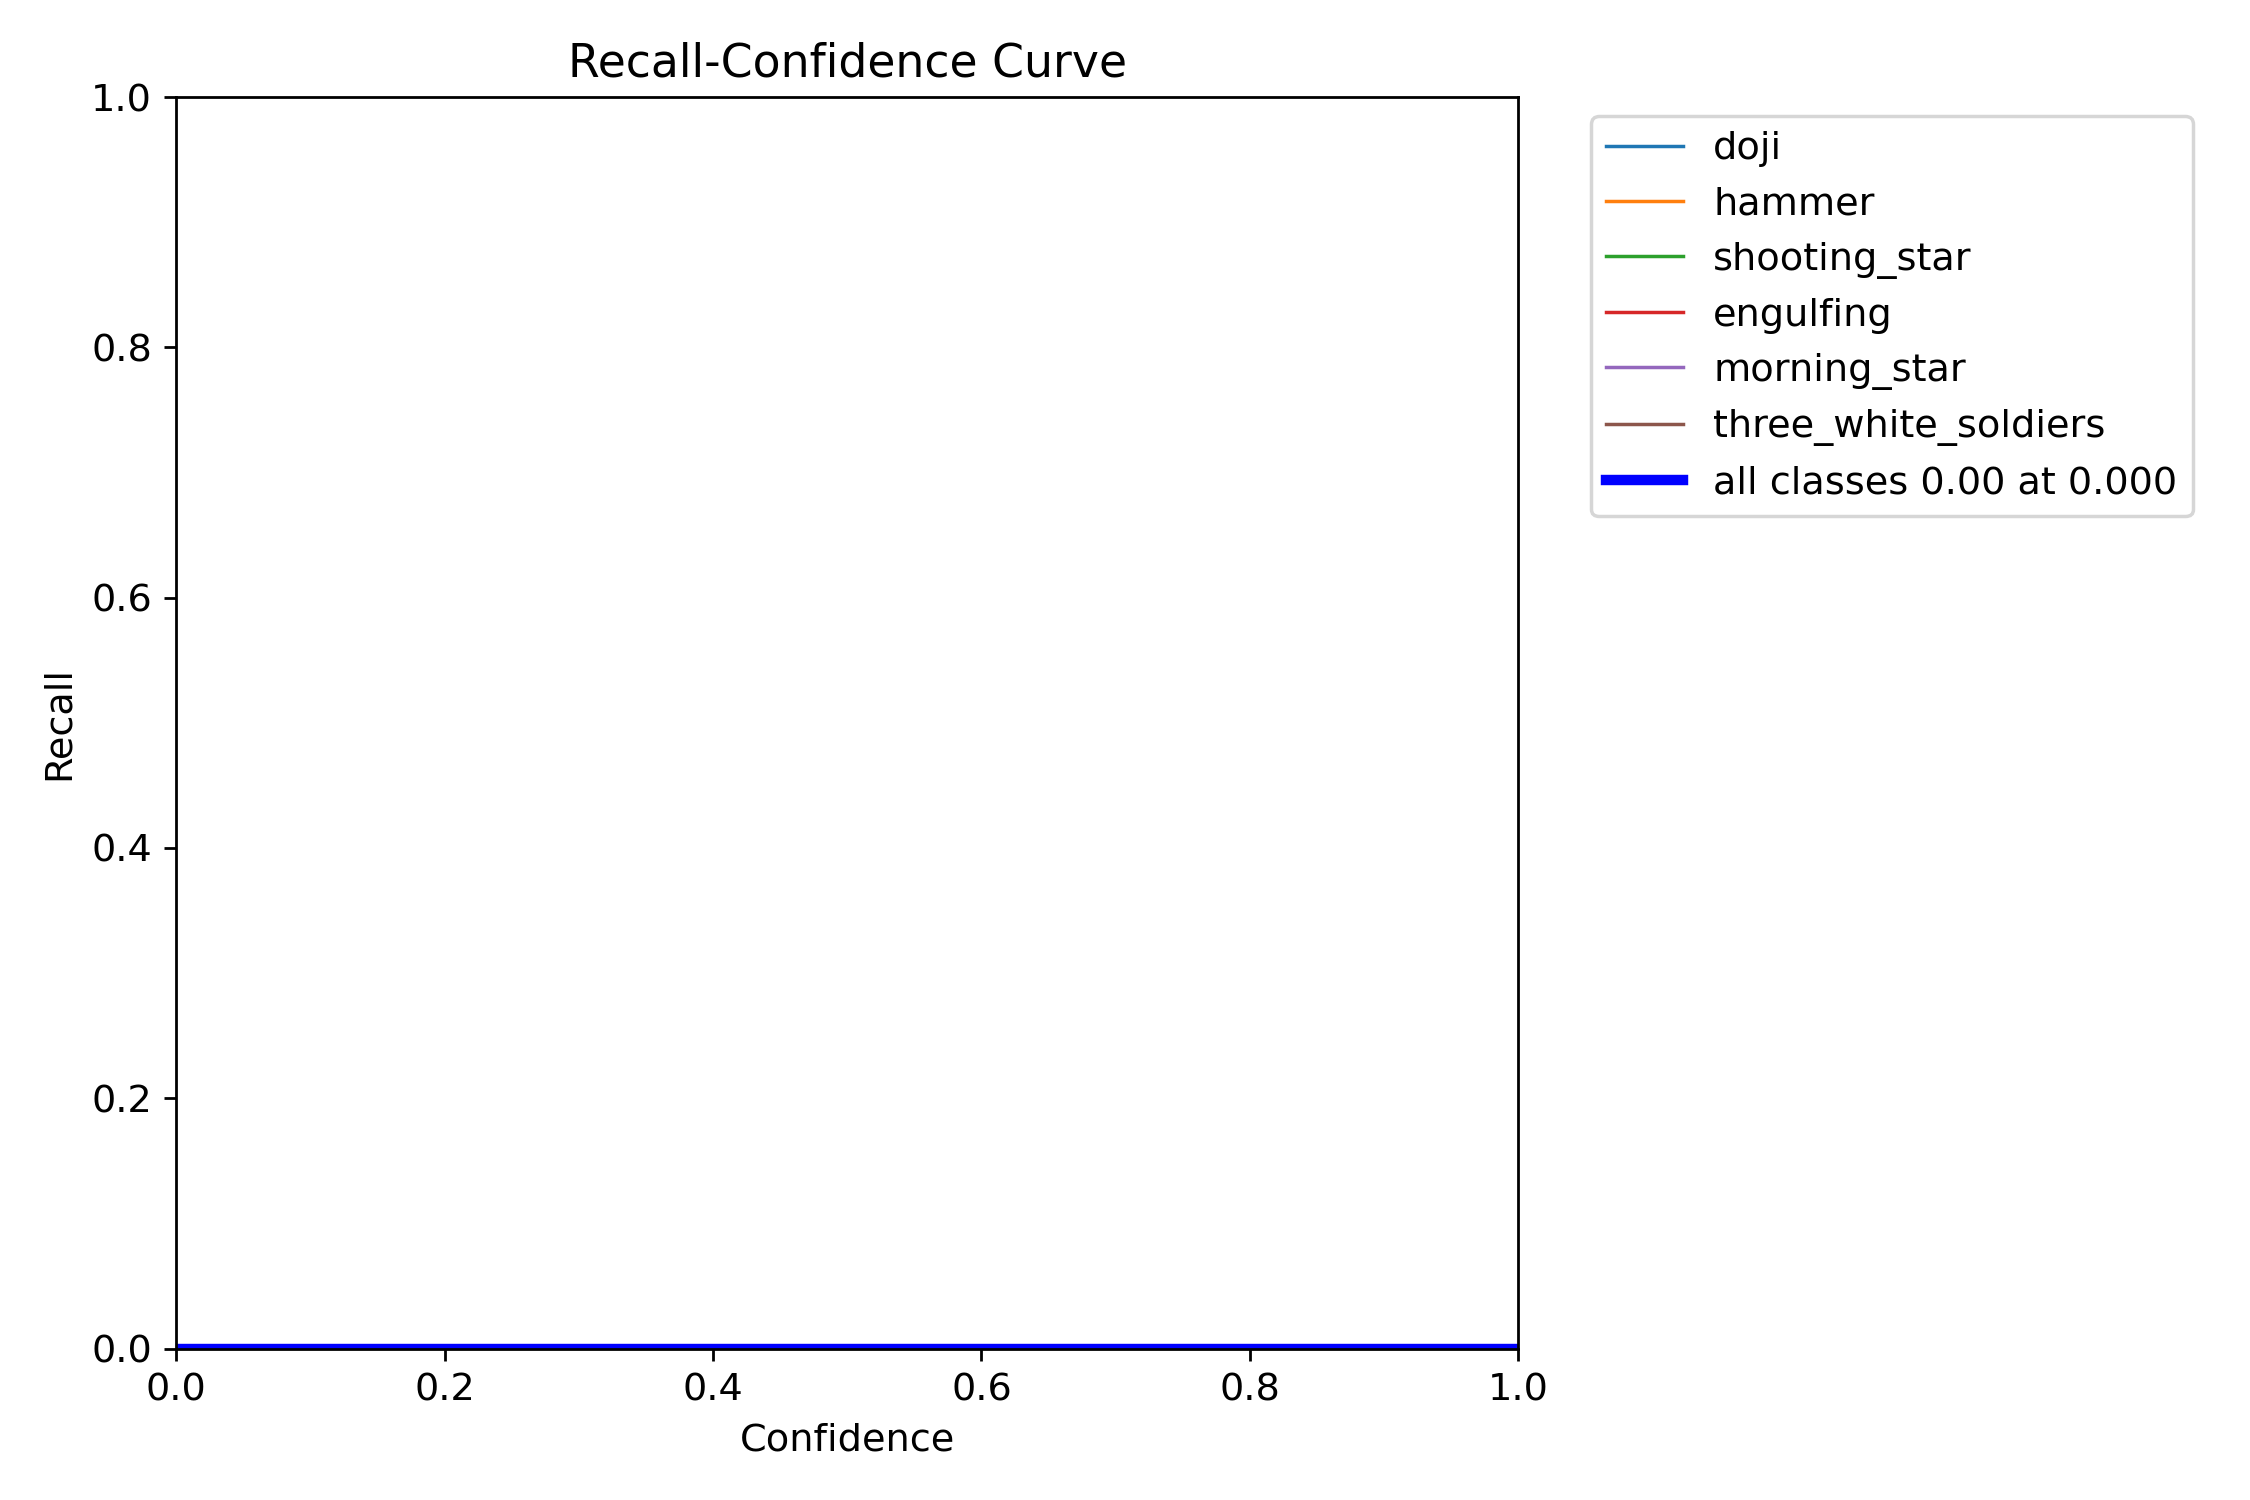 Recall-Confidence Curve
1.0
0.8
0.6
0.4
0.2
0.0
Recall
0.0 0.2 0.4 0.6 0.8 1.0
Confidence
doji
hammer
shooting_star
engulfing
morning_star
three_white_soldiers
all classes 0.00 at 0.000